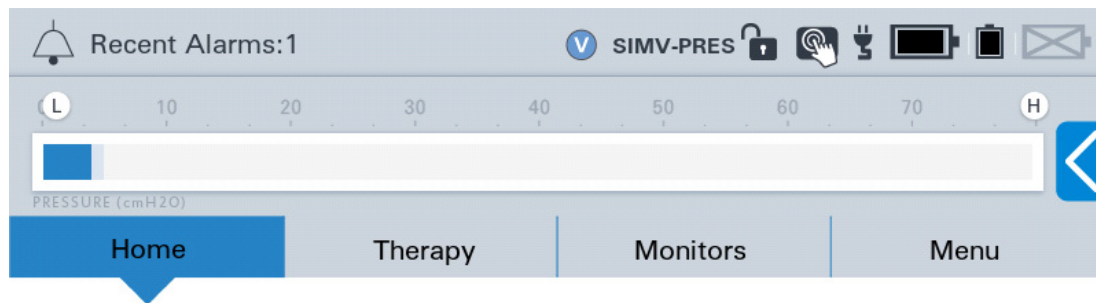 Recent Alarms:1
V SIMV-PRES
L 10 20 30 40 50 60 70 H
PRESSURE (cmH2O)
Home Therapy Monitors Menu